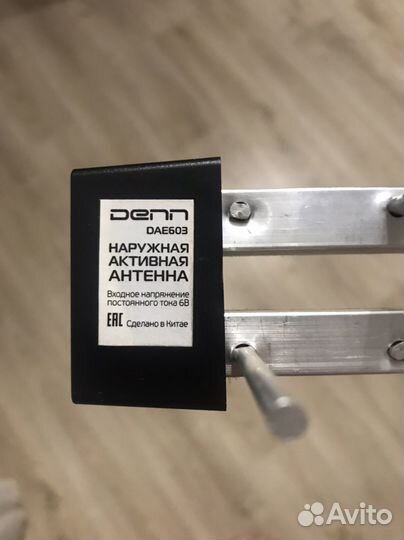 DENN
DAE603
НАРУЖНАЯ
АКТИВНАЯ
АНТЕННА
Входное напряжение
постоянного тока 6В
EAC Сделано в Китае
Avito